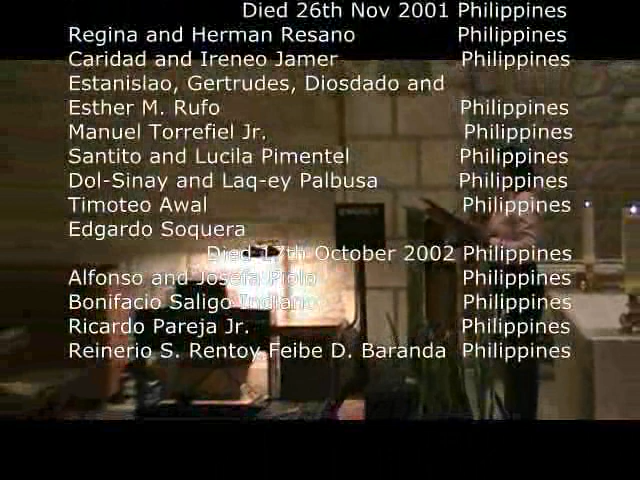 Died 26th Nov 2001 Philippines
Regina and Herman Resano Philippines
Caridad and Ireneo Jamer Philippines
Estanislao, Gertrudes, Diosdado and
Esther M. Rufo Philippines
Manuel Torrefiel Jr. Philippines
Santito and Lucila Pimentel Philippines
Dol-Sinay and Laq-ey Palbusa Philippines
Timoteo Awal Philippines
Edgardo Soquera
Died 17th October 2002 Philippines
Alfonso and Josefa Piolo Philippines
Bonifacio Saligo Indiano Philippines
Ricardo Pareja Jr. Philippines
Reinerio S. Rentoy Feibe D. Baranda Philippines